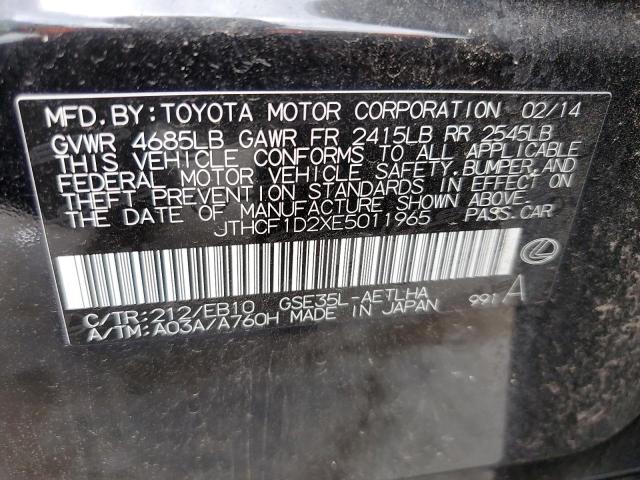 MFD. BY: TOYOTA MOTOR CORPORATION 02/14
GVWR 4685LB GAWR FR 2415LB RR 2545LB
THIS VEHICLE CONFORMS TO ALL APPLICABLE
FEDERAL MOTOR VEHICLE SAFETY, BUMPER, AND
THEFT PREVENTION STANDARDS IN EFFECT ON
THE DATE OF MANUFACTURE SHOWN ABOVE.
JTHCF1D2XE5011965 PASS. CAR
C/TR: 212/EB10 GSE35L-AETLHA 991 A
A/TM: A03A/A760H MADE IN JAPAN